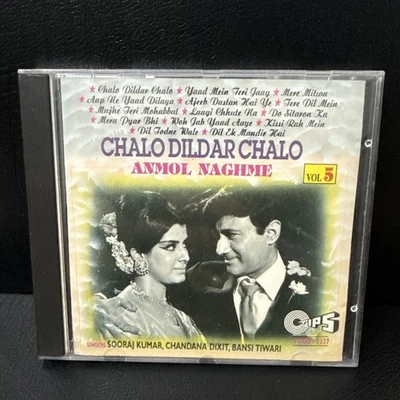 ★ Chalo Dildar Chalo ★ Yaad Mein Teri Jaag ★ Mere Mitwa
★ Aap Ne Yaad Dilaya ★ Ajeeb Dastan Hai Ye ★ Tere Dil Mein
★ Mujhe Teri Mohabbat ★ Laagi Chhute Na ★ Do Sitaron Ka
★ Mera Pyar Bhi ★ Woh Jab Yaad Aaye ★ Kissi Rah Mein
★ Dil Todne Wale ★ Dil Ek Mandir Hai
CHALO DILDAR CHALO
ANMOL NAGHME
VOL 5
TIPS
SINGERS SOORAJ KUMAR, CHANDANA DIXIT, BANSI TIWARI